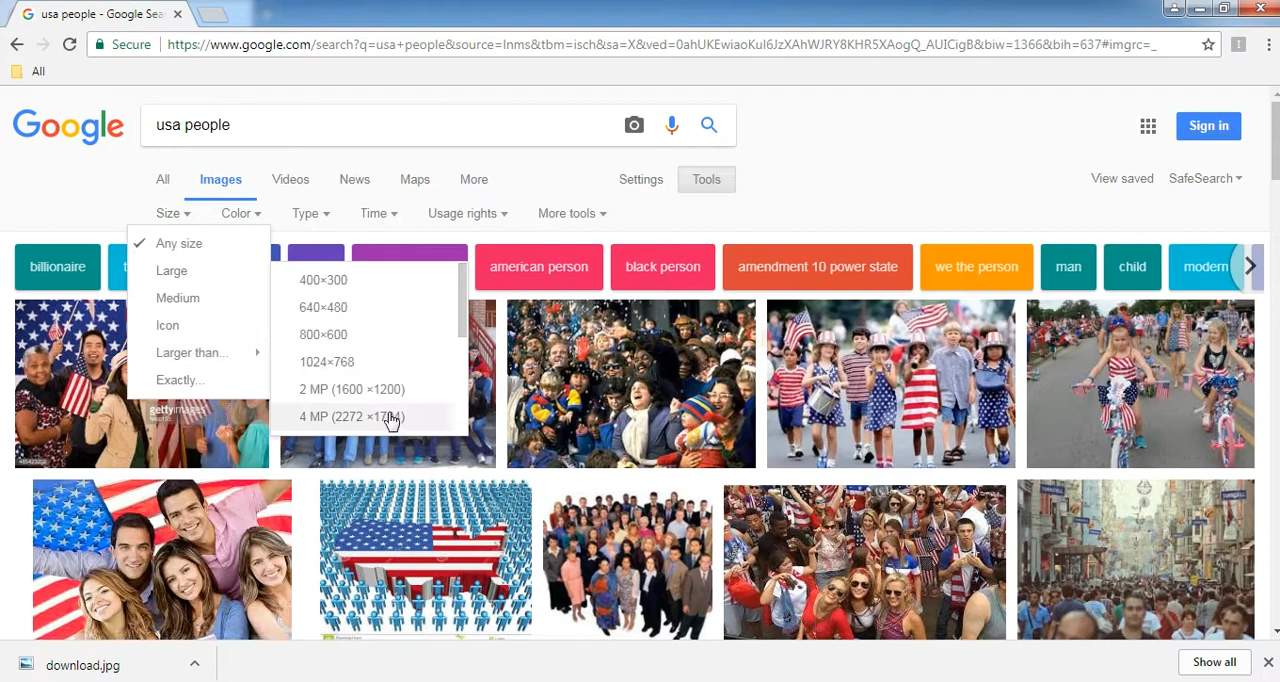 usa people - Google Sea
Secure
https://www.google.com/search?q=usa+people&source=lnms&tbm=isch&sa=X&ved=0ahUKEwiaoKuI6JzXAhWJRY8KHR5XAogQ_AUICigB&biw=1366&bih=637#imgrc=_
All
Google
usa people
Sign in
All Images Videos News Maps More Settings Tools View saved SafeSearch
Size Color Type Time Usage rights More tools
Any size
Large
Medium
Icon
Larger than...
Exactly...
400×300
640×480
800×600
1024×768
2 MP (1600 ×1200)
4 MP (2272
billionaire american person black person amendment 10 power state we the person man child modern
gettyimages
download.jpg
Show all